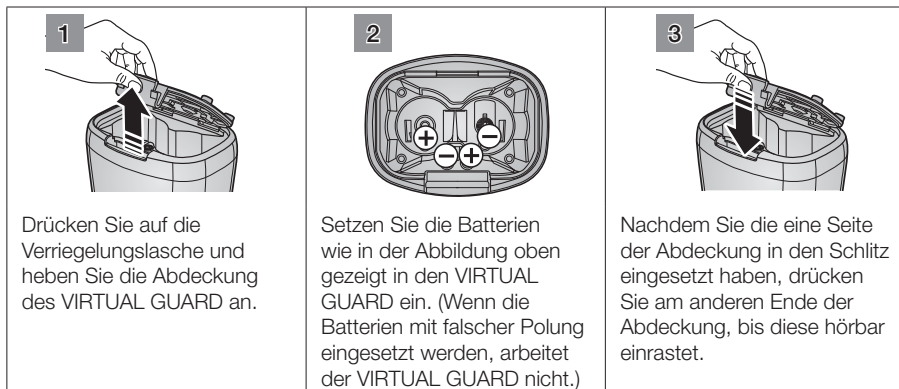 1
Drücken Sie auf die
Verriegelungslasche und
heben Sie die Abdeckung
des VIRTUAL GUARD an.
2
Setzen Sie die Batterien
wie in der Abbildung oben
gezeigt in den VIRTUAL
GUARD ein. (Wenn die
Batterien mit falscher Polung
eingesetzt werden, arbeitet
der VIRTUAL GUARD nicht.)
3
Nachdem Sie die eine Seite
der Abdeckung in den Schlitz
eingesetzt haben, drücken
Sie am anderen Ende der
Abdeckung, bis diese hörbar
einrastet.